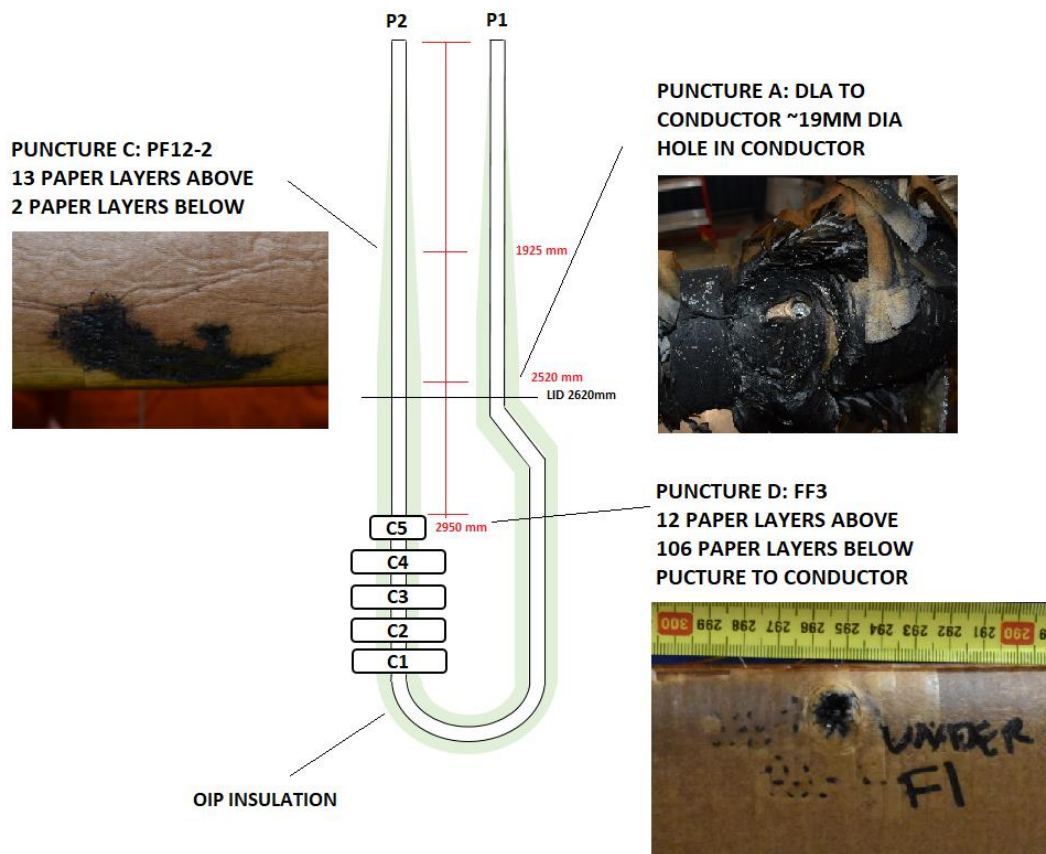 P2
P1
PUNCTURE A: DLA TO
CONDUCTOR ~19MM DIA
HOLE IN CONDUCTOR
PUNCTURE C: PF12-2
13 PAPER LAYERS ABOVE
2 PAPER LAYERS BELOW
1925 mm
2520 mm
LID 2620mm
PUNCTURE D: FF3
12 PAPER LAYERS ABOVE
106 PAPER LAYERS BELOW
PUCTURE TO CONDUCTOR
2950 mm
C5
C4
C3
C2
C1
300 299 298 297 296 295 294 293 292 291 290
UNDER
F1
OIP INSULATION